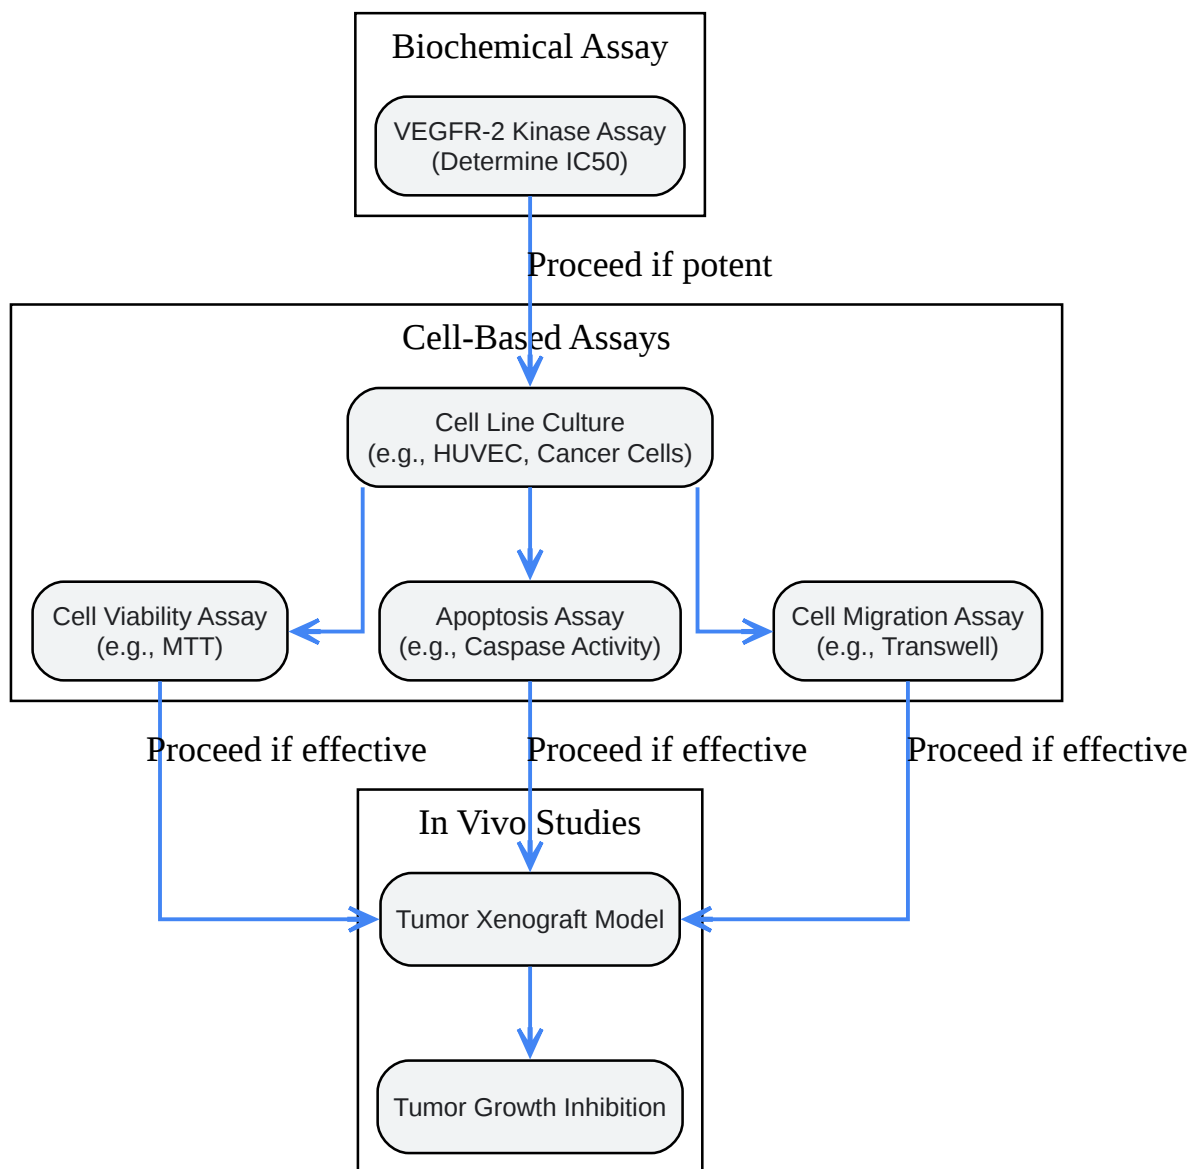 Biochemical Assay
VEGFR-2 Kinase Assay
(Determine IC50)
Proceed if potent
Cell-Based Assays
Cell Line Culture
(e.g., HUVEC, Cancer Cells)
Cell Viability Assay
(e.g., MTT)
Apoptosis Assay
(e.g., Caspase Activity)
Cell Migration Assay
(e.g., Transwell)
Proceed if effective
Proceed if effective
Proceed if effective
In Vivo Studies
Tumor Xenograft Model
Tumor Growth Inhibition